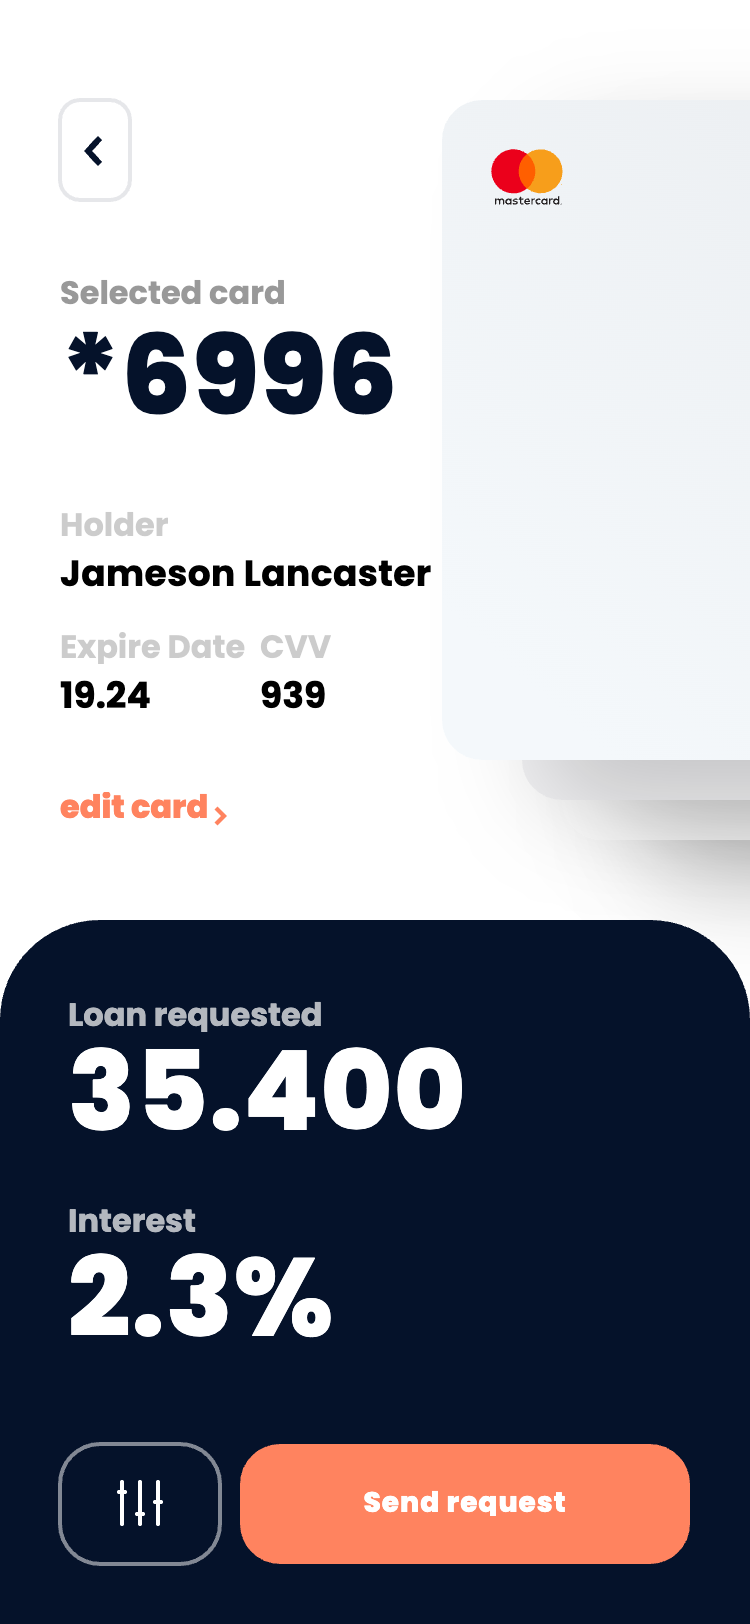 mastercard.
Selected card
*6996
Holder
Jameson Lancaster
Expire Date CVV
19.24 939
edit card
Loan requested
35.400
Interest
2.3%
Send request